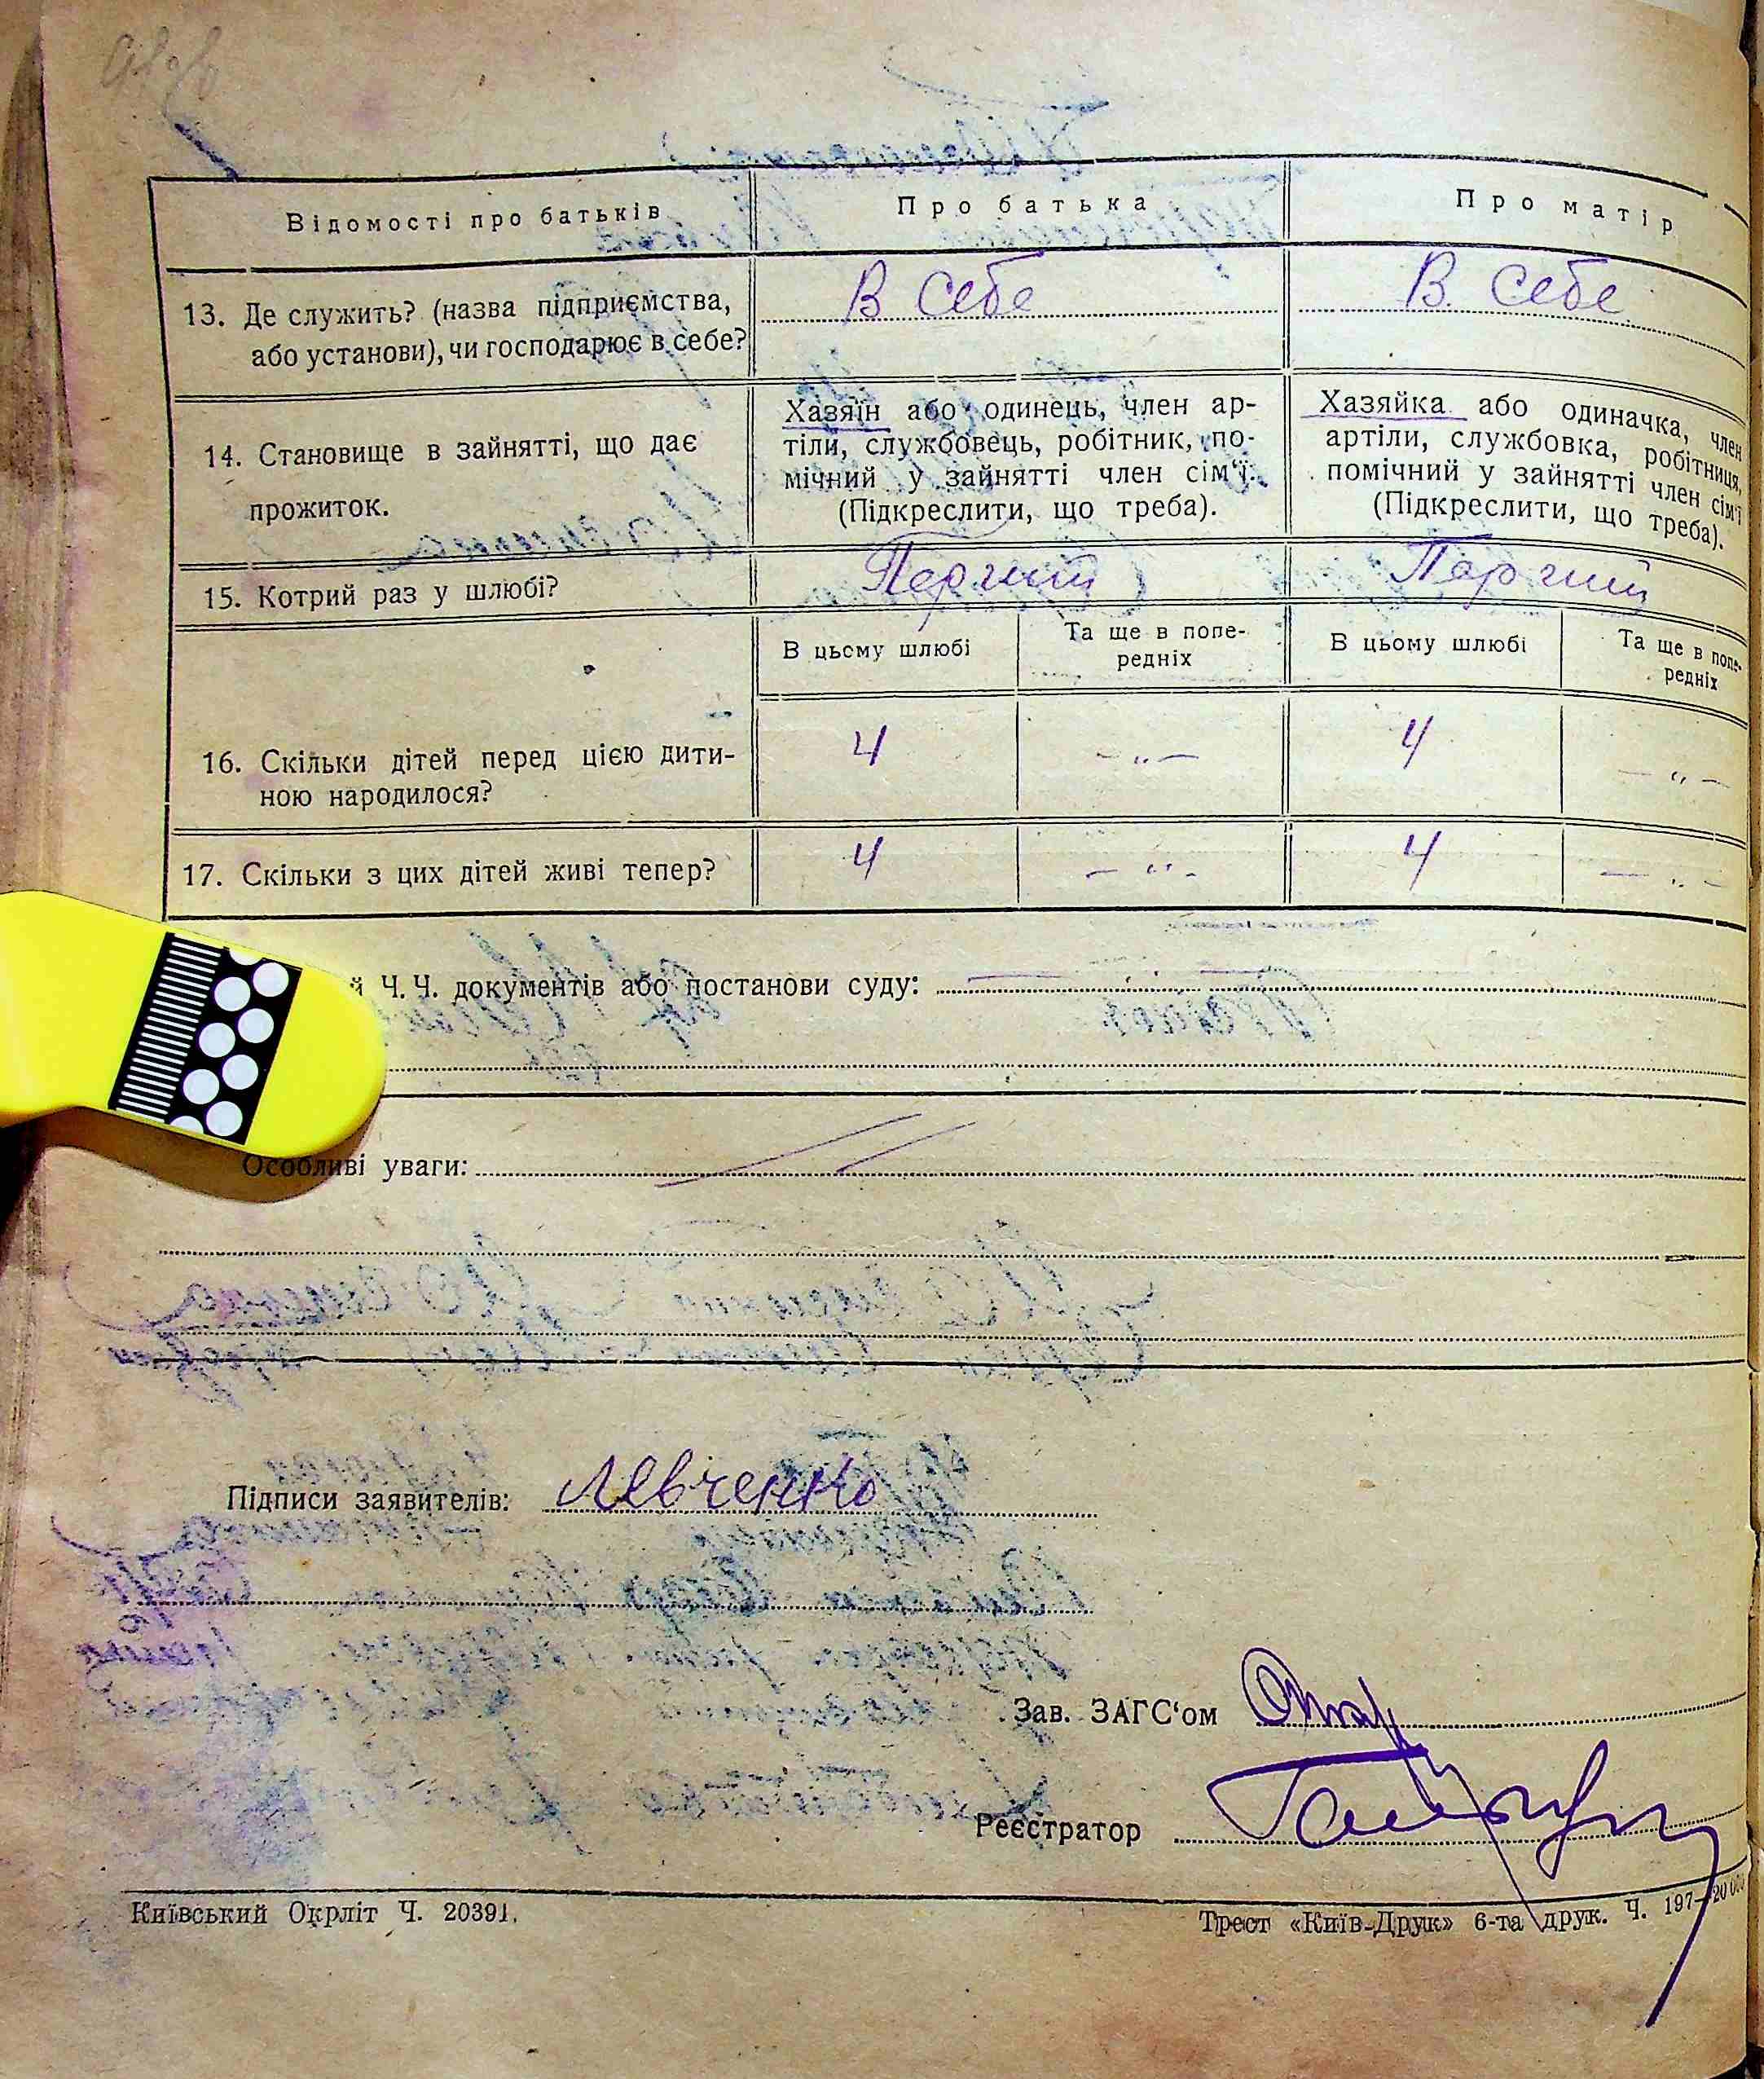 Відомості про батьків Про батька Про матір
13. Де служить? (назва підприємства, В себе В. себе
або установи), чи господарює в себе?
Хазяїн або одинець, член ар- Хазяйка або одиначка, член
14. Становище в зайнятті, що дає тіли, службовець, робітник, по- артіли, службовка, робітниця,
мічний у зайнятті член сім'ї. помічний у зайнятті член сім'ї
прожиток. (Підкреслити, що треба). (Підкреслити, що треба).
15. Котрий раз у шлюбі? Перший Перший
В цьому шлюбі Та ще в попе- В цьому шлюбі Та ще в попе-
редніх редніх
16. Скільки дітей перед цією дити- 4 — „ — 4 — „ —
ною народилося?
17. Скільки з цих дітей живі тепер? 4 — „ — 4 — „ —
й Ч. Ч. документів або постанови суду:
Особливі уваги:
Підписи заявителів: Левченко
Зав. ЗАГС'ом
Реєстратор
Київський Окрліт Ч. 20391.
Трест «Київ-Друк» 6-та друк. Ч. 197—20000